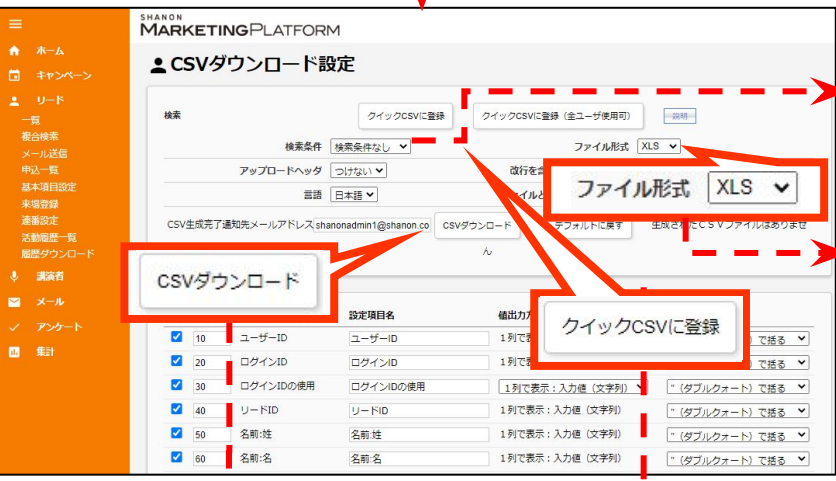 SHANON
MARKETINGPLATFORM
ホーム
キャンペーン
リード
一覧
複合検索
メール送信
申込一覧
基本項目設定
来場登録
連番設定
活動履歴一覧
履歴ダウンロード
講演者
メール
アンケート
集計
CSVダウンロード設定
検索 クイックCSVに登録 クイックCSVに登録（全ユーザ使用可） 説明
検索条件 検索条件なし ファイル形式 XLS
アップロードヘッダ つけない 改行を
言語 日本語 イルと
ファイル形式 XLS
CSV生成完了通知先メールアドレス shanonadmin1@shanon.co CSVダウンロード デフォルトに戻す 生成されたCSVファイルはありませ
ん
CSVダウンロード
クイックCSVに登録
設定項目名 値出力方
10 ユーザーID ユーザーID 1列で表 ）で括る
20 ログインID ログインID 1列で表 ）で括る
30 ログインIDの使用 ログインIDの使用 1列で表示：入力値（文字列） "（ダブルクォート）で括る
40 リードID リードID 1列で表示：入力値（文字列） "（ダブルクォート）で括る
50 名前:姓 名前:姓 1列で表示：入力値（文字列） "（ダブルクォート）で括る
60 名前:名 名前:名 1列で表示：入力値（文字列） "（ダブルクォート）で括る